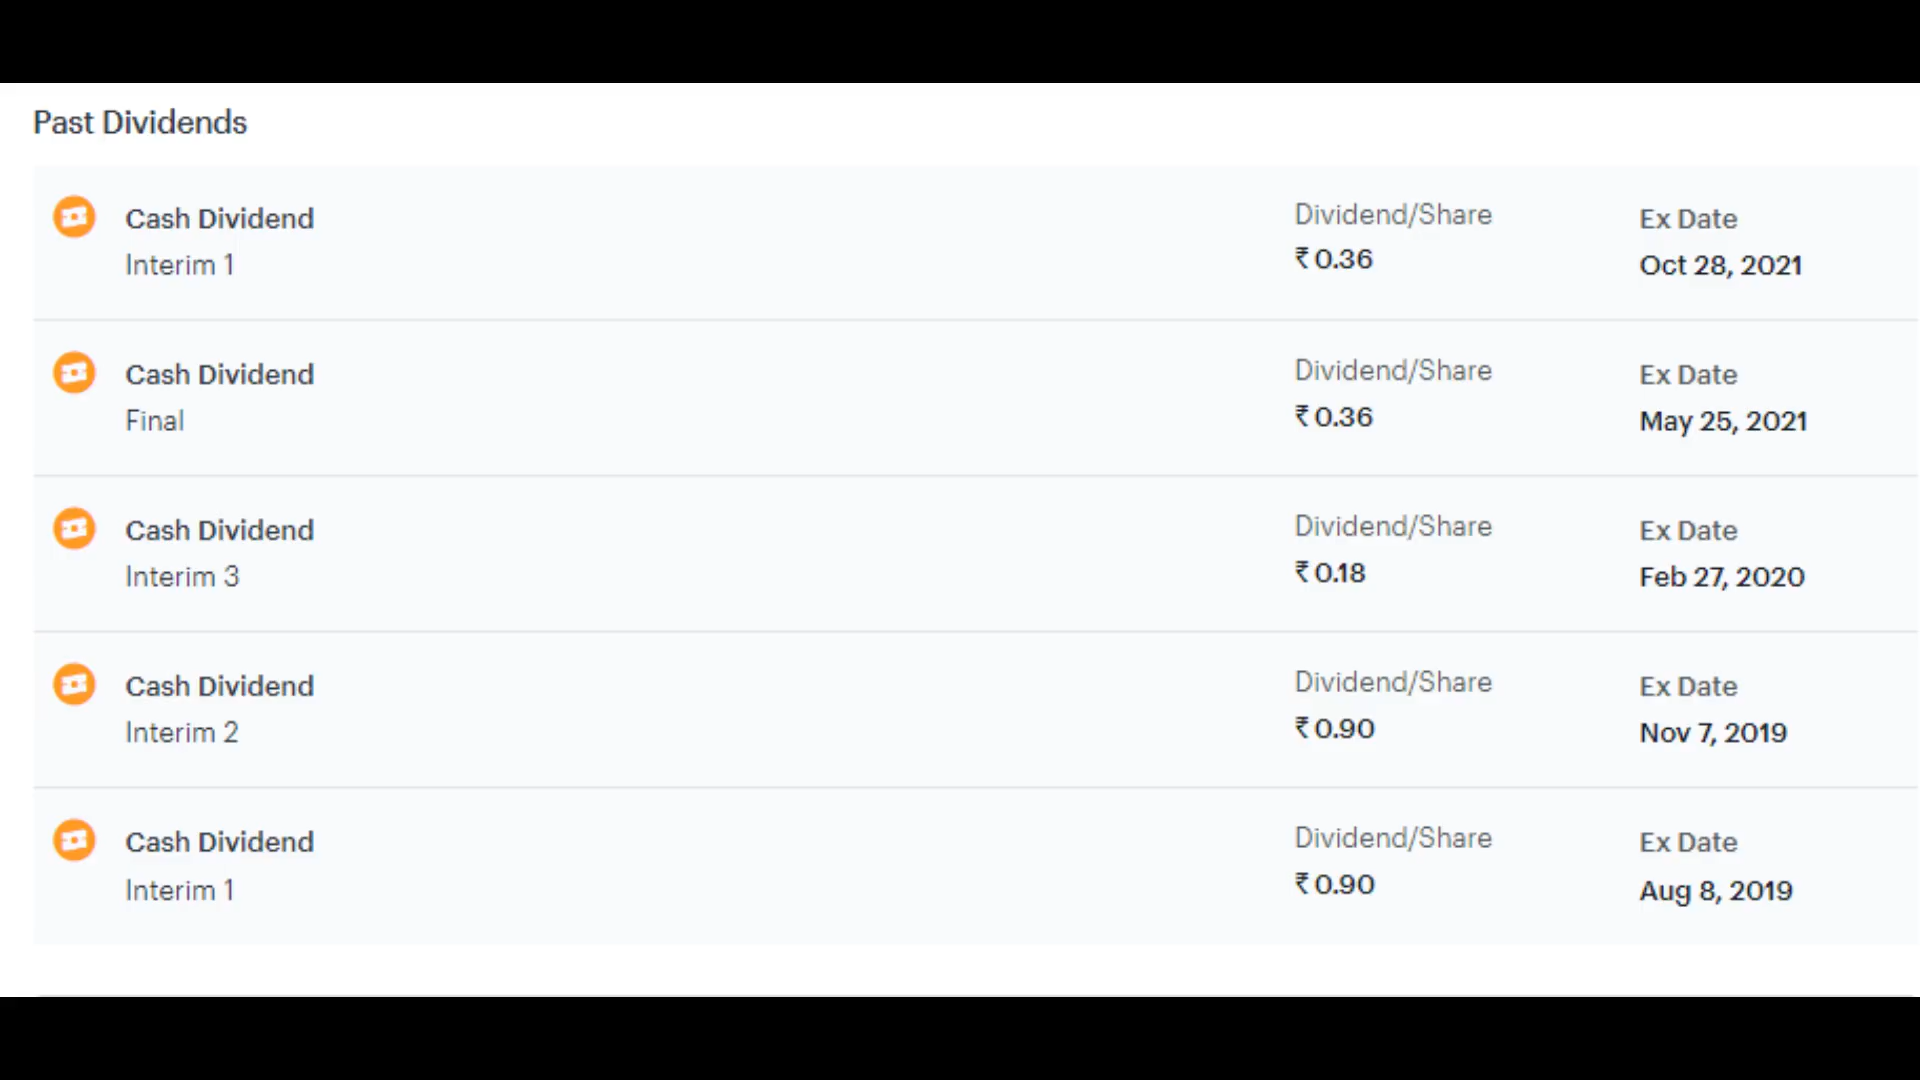 Past Dividends
Cash Dividend Dividend/Share Ex Date
Interim 1 ₹ 0.36 Oct 28, 2021
Cash Dividend Dividend/Share Ex Date
Final ₹ 0.36 May 25, 2021
Cash Dividend Dividend/Share Ex Date
Interim 3 ₹ 0.18 Feb 27, 2020
Cash Dividend Dividend/Share Ex Date
Interim 2 ₹ 0.90 Nov 7, 2019
Cash Dividend Dividend/Share Ex Date
Interim 1 ₹ 0.90 Aug 8, 2019